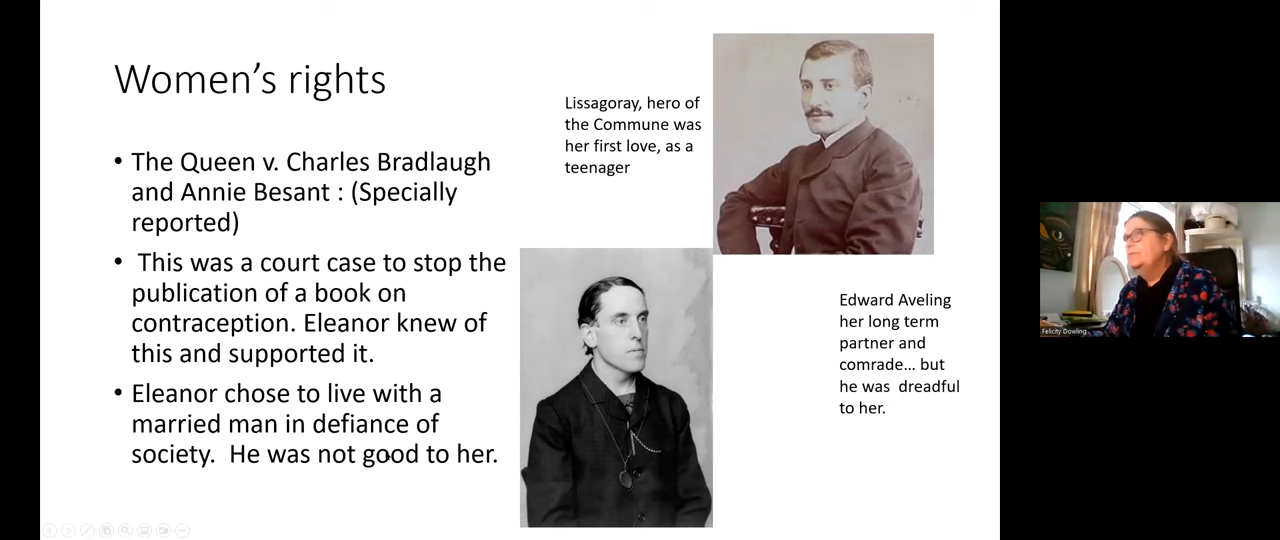 Women's rights
• The Queen v. Charles Bradlaugh
and Annie Besant : (Specially
reported)
• This was a court case to stop the
publication of a book on
contraception. Eleanor knew of
this and supported it.
• Eleanor chose to live with a
married man in defiance of
society.  He was not good to her.
Lissagoray, hero of
the Commune was
her first love, as a
teenager
Edward Aveling
her long term
partner and
comrade... but
he was  dreadful
to her.
Felicity Dowling